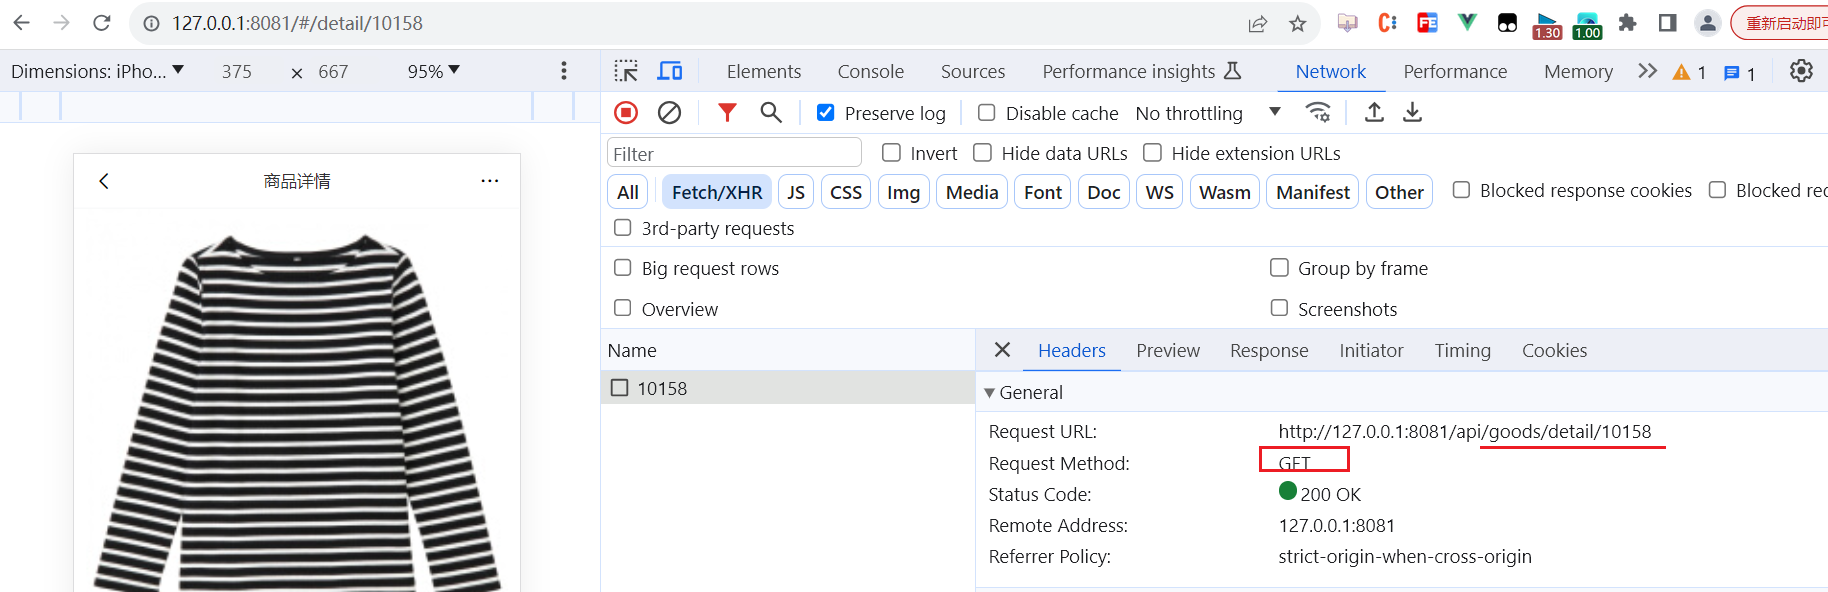 127.0.0.1:8081/#/detail/10158
1.30
1.00
重新启动即可
Dimensions: iPho...
375
×
667
95%
Elements
Console
Sources
Performance insights
Network
Performance
Memory
1
1
Preserve log
Disable cache
No throttling
Filter
Invert
Hide data URLs
Hide extension URLs
All
Fetch/XHR
JS
CSS
Img
Media
Font
Doc
WS
Wasm
Manifest
Other
Blocked response cookies
Blocked rec
3rd-party requests
Big request rows
Group by frame
Overview
Screenshots
商品详情
Name
Headers
Preview
Response
Initiator
Timing
Cookies
10158
General
Request URL:
http://127.0.0.1:8081/api/goods/detail/10158
Request Method:
GET
Status Code:
200 OK
Remote Address:
127.0.0.1:8081
Referrer Policy:
strict-origin-when-cross-origin